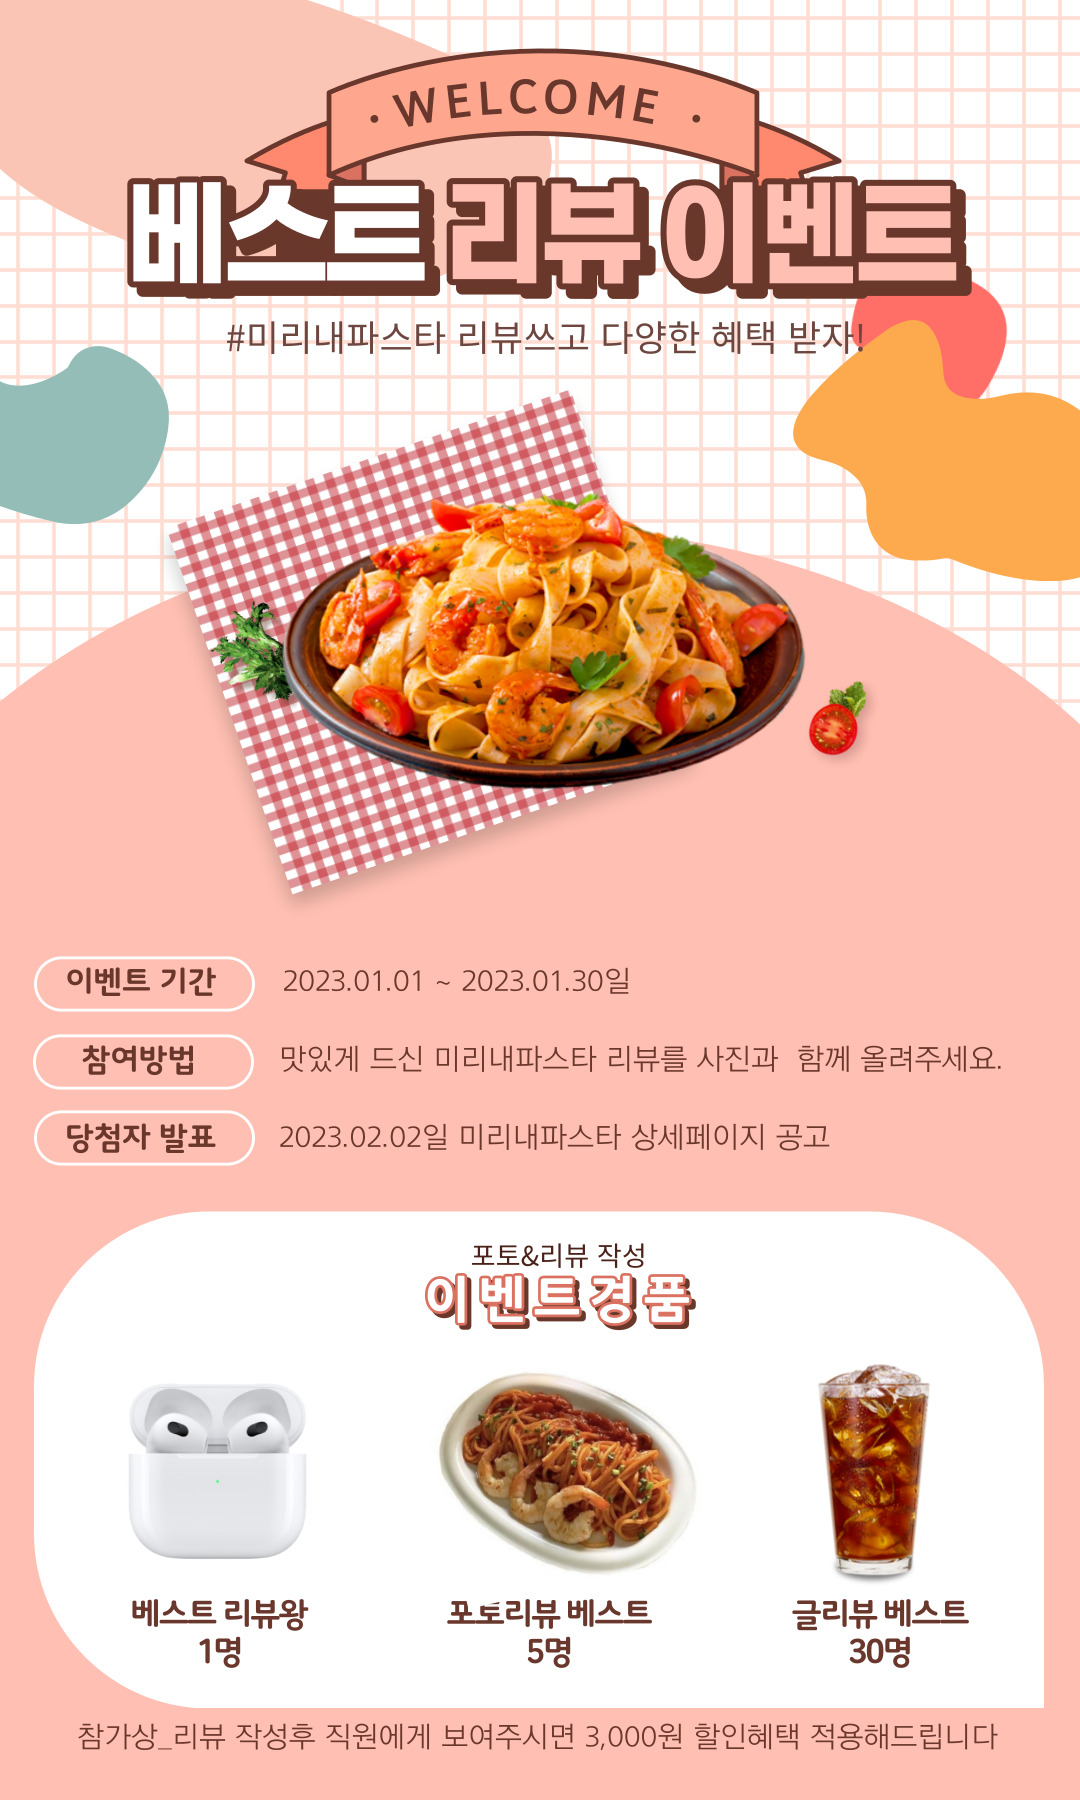 · WELCOME ·
베스트 리뷰 이벤트
#미리내파스타 리뷰쓰고 다양한 혜택 받자!
이벤트 기간 2023.01.01 ~ 2023.01.30일
참여방법 맛있게 드신 미리내파스타 리뷰를 사진과 함께 올려주세요.
당첨자 발표 2023.02.02일 미리내파스타 상세페이지 공고
포토&리뷰 작성
이벤트경품
베스트 리뷰왕
1명
포토리뷰 베스트
5명
글리뷰 베스트
30명
참가상_리뷰 작성후 직원에게 보여주시면 3,000원 할인혜택 적용해드립니다